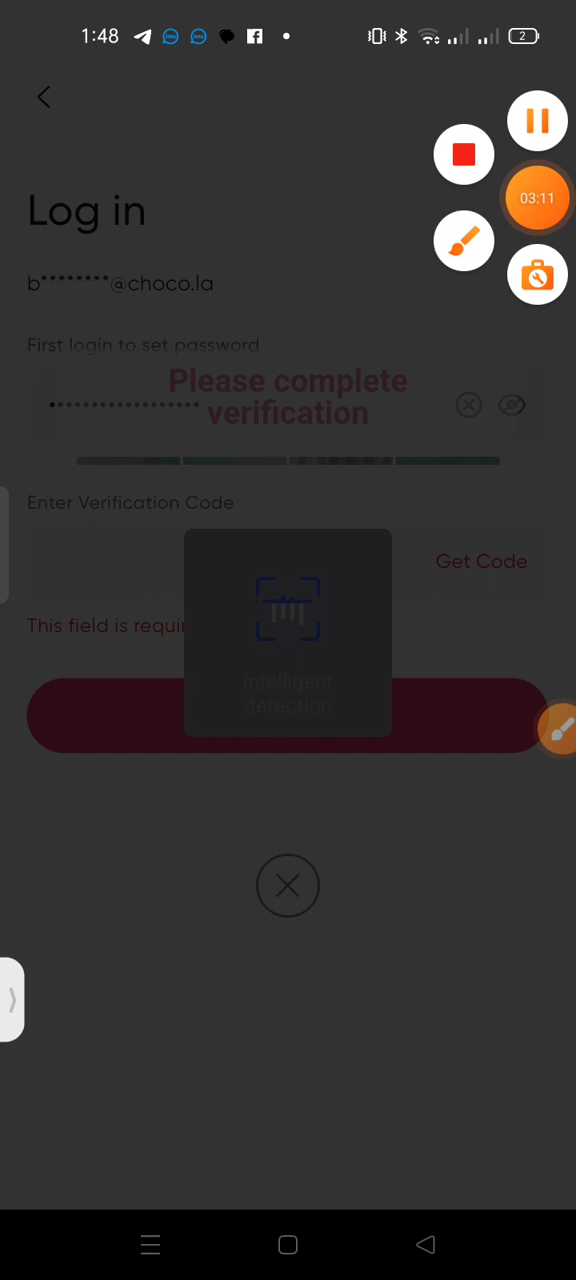 1:48
2
03:11
Log in
b********@choco.la
First login to set password
Please complete
verification
•••••••••••••••••
Enter Verification Code
Get Code
This field is requir
Intelligent
detection